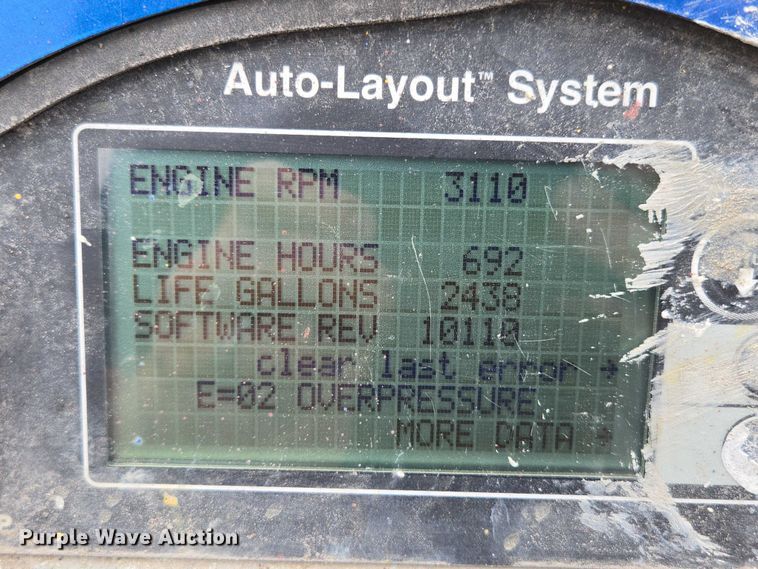 Auto-Layout™ System
ENGINE RPM 3110
ENGINE HOURS 692
LIFE GALLONS 2438
SOFTWARE REV 10110
clear last error →
E=02 OVERPRESSURE
MORE DATA →
Purple Wave Auction